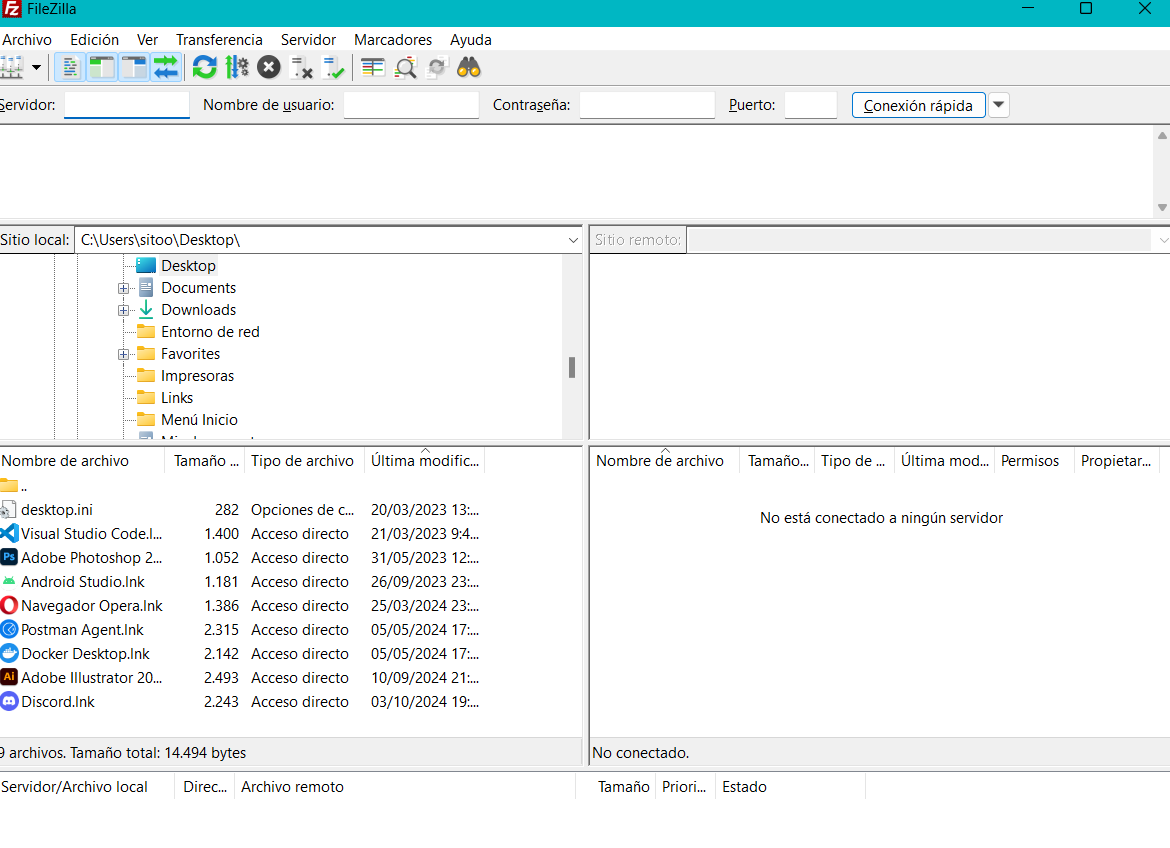 FileZilla
Archivo Edición Ver Transferencia Servidor Marcadores Ayuda
Servidor: Nombre de usuario: Contraseña: Puerto: Conexión rápida
Sitio local: C:\Users\sitoo\Desktop\ Sitio remoto:
Desktop
Documents
Downloads
Entorno de red
Favorites
Impresoras
Links
Menú Inicio
Nombre de archivo Tamaño ... Tipo de archivo Última modific... Nombre de archivo Tamaño... Tipo de ... Última mod... Permisos Propietar...
..
desktop.ini 282 Opciones de c... 20/03/2023 13:... No está conectado a ningún servidor
Visual Studio Code.l... 1.400 Acceso directo 21/03/2023 9:4...
Ps Adobe Photoshop 2... 1.052 Acceso directo 31/05/2023 12:...
Android Studio.lnk 1.181 Acceso directo 26/09/2023 23:...
Navegador Opera.lnk 1.386 Acceso directo 25/03/2024 23:...
Postman Agent.lnk 2.315 Acceso directo 05/05/2024 17:...
Docker Desktop.lnk 2.142 Acceso directo 05/05/2024 17:...
Ai Adobe Illustrator 20... 2.493 Acceso directo 10/09/2024 21:...
Discord.lnk 2.243 Acceso directo 03/10/2024 19:...
9 archivos. Tamaño total: 14.494 bytes No conectado.
Servidor/Archivo local Direc... Archivo remoto Tamaño Priori... Estado